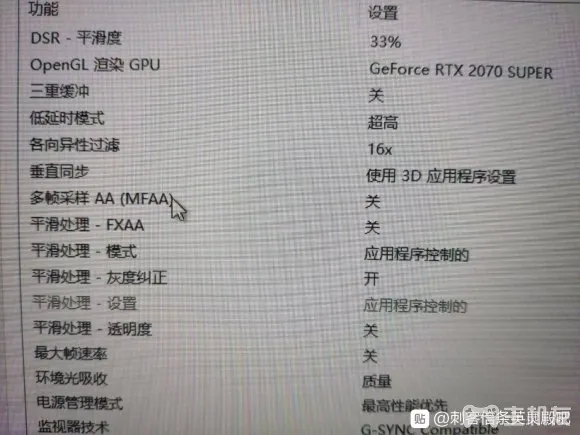 功能 设置
DSR - 平滑度 33%
OpenGL 渲染 GPU GeForce RTX 2070 SUPER
三重缓冲 关
低延时模式 超高
各向异性过滤 16x
垂直同步 使用 3D 应用程序设置
多帧采样 AA (MFAA) 关
平滑处理 - FXAA 关
平滑处理 - 模式 应用程序控制的
平滑处理 - 灰度纠正 开
平滑处理 - 设置 应用程序控制的
平滑处理 - 透明度 关
最大帧速率 关
环境光吸收 质量
电源管理模式 最高性能优先
监视器技术 G-SYNC Compatible
贴 @刺客信条英灵殿吧